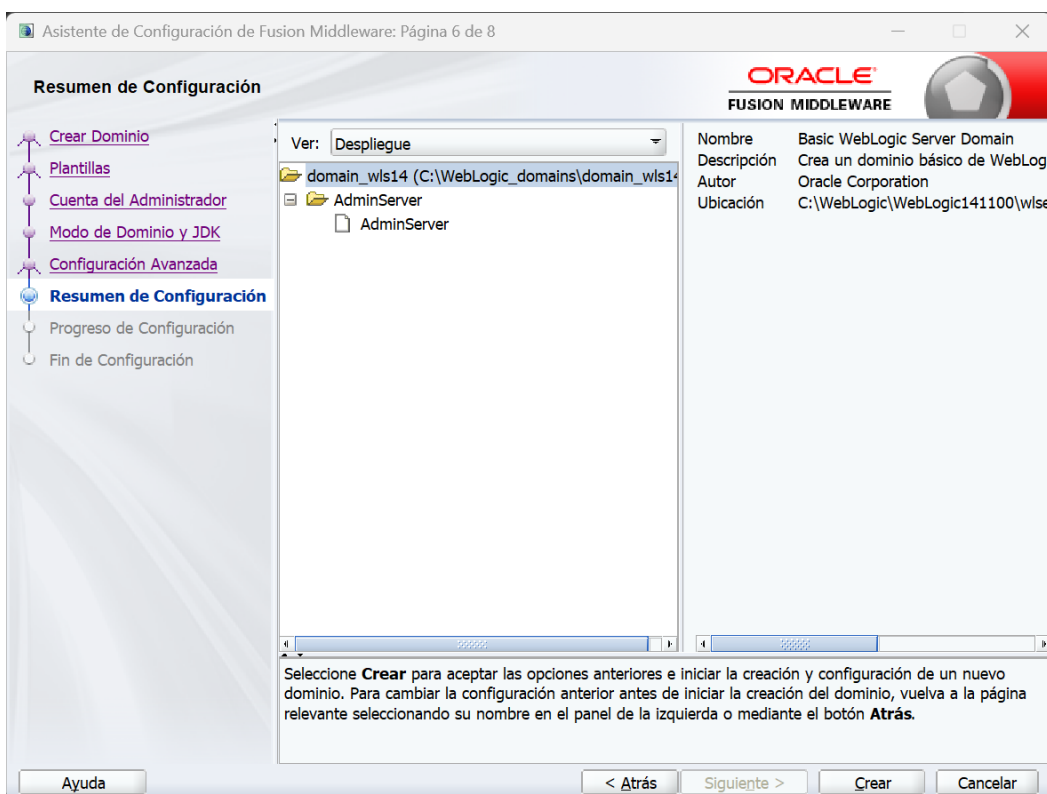 Asistente de Configuración de Fusion Middleware: Página 6 de 8
Resumen de Configuración
ORACLE
FUSION MIDDLEWARE
Crear Dominio
Plantillas
Cuenta del Administrador
Modo de Dominio y JDK
Configuración Avanzada
Resumen de Configuración
Progreso de Configuración
Fin de Configuración
Ver: Despliegue
domain_wls14 (C:\WebLogic_domains\domain_wls14
AdminServer
AdminServer
Nombre Basic WebLogic Server Domain
Descripción Crea un dominio básico de WebLog
Autor Oracle Corporation
Ubicación C:\WebLogic\WebLogic141100\wlse
Seleccione Crear para aceptar las opciones anteriores e iniciar la creación y configuración de un nuevo
dominio. Para cambiar la configuración anterior antes de iniciar la creación del dominio, vuelva a la página
relevante seleccionando su nombre en el panel de la izquierda o mediante el botón Atrás.
Ayuda
< Atrás
Siguiente >
Crear
Cancelar